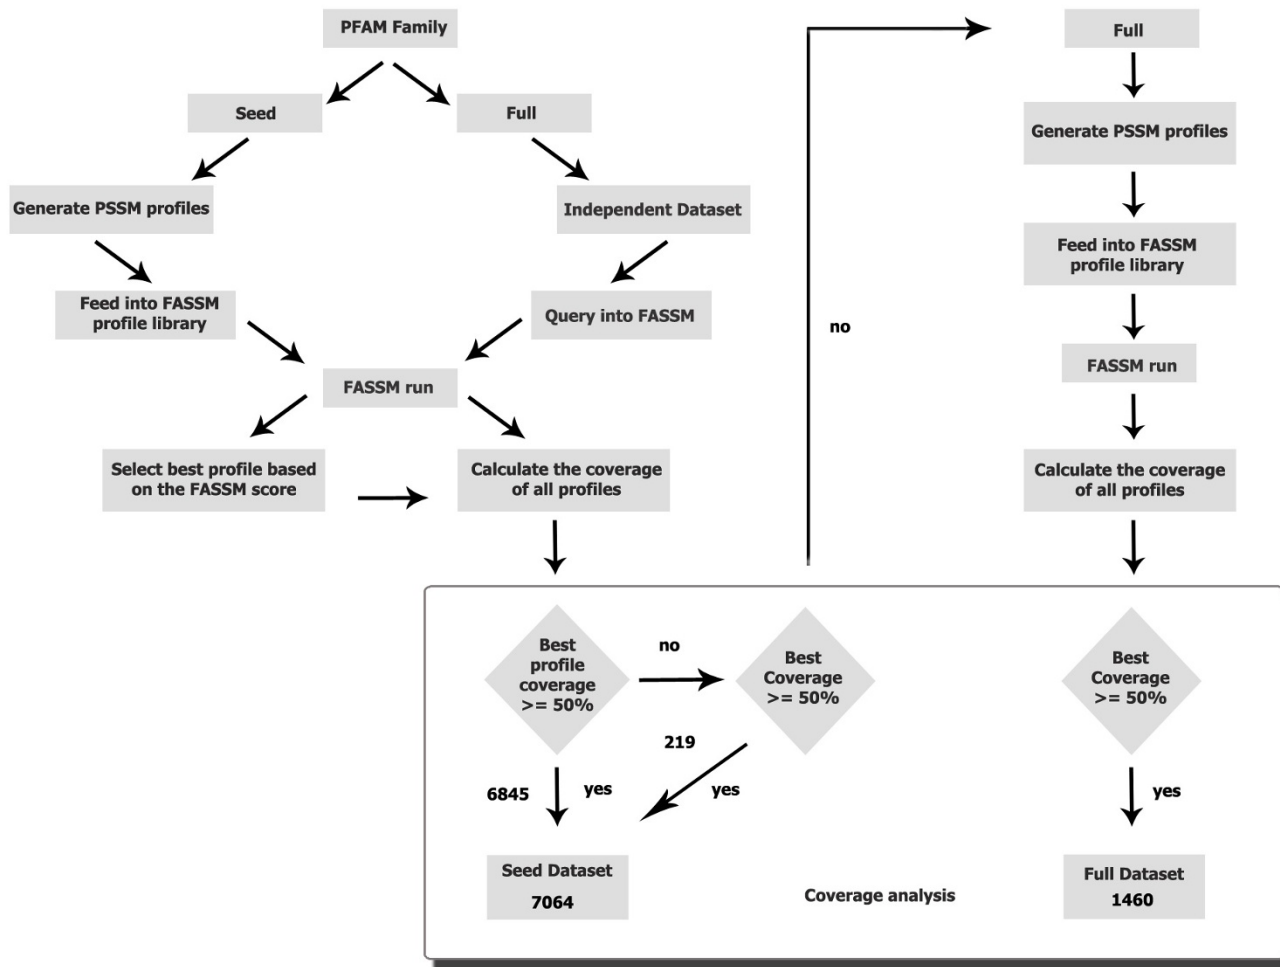 PFAM Family
Seed
Full
Generate PSSM profiles
Independent Dataset
Feed into FASSM
profile library
Query into FASSM
FASSM run
Select best profile based
on the FASSM score
Calculate the coverage
of all profiles
no
Full
Generate PSSM profiles
Feed into FASSM
profile library
FASSM run
Calculate the coverage
of all profiles
Best
profile
coverage
>= 50%
no
Best
Coverage
>= 50%
219
yes
6845
yes
Seed Dataset
7064
Best
Coverage
>= 50%
yes
Full Dataset
1460
Coverage analysis